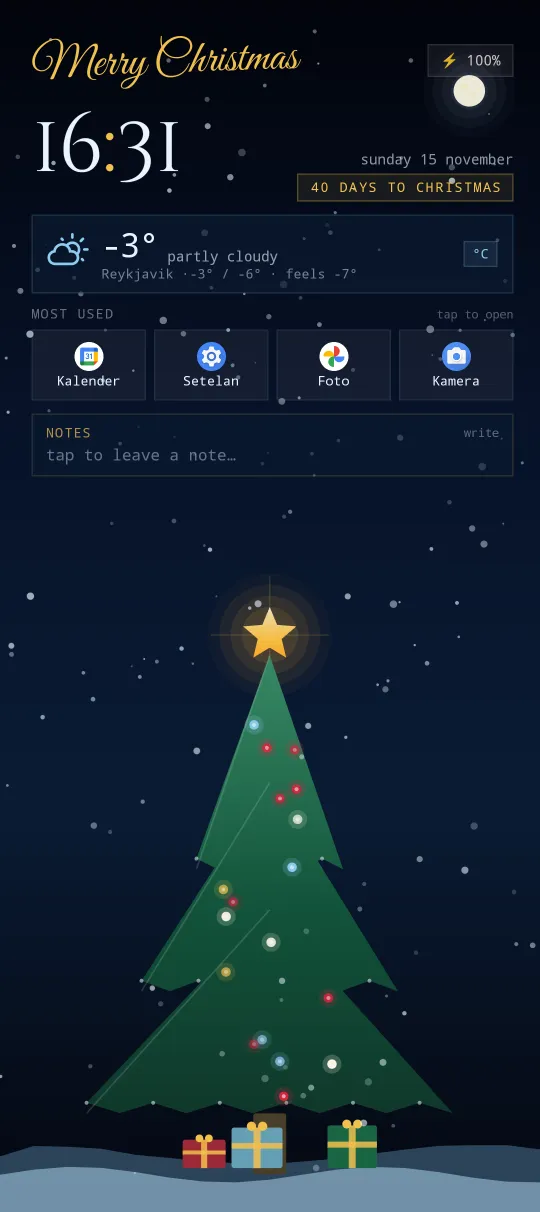 Merry Christmas
⚡ 100%
16:31
sunday 15 november
40 DAYS TO CHRISTMAS
-3° partly cloudy
°C
Reykjavik ·-3° / -6° · feels -7°
MOST USED
tap to open
31
Kalender
Setelan
Foto
Kamera
NOTES
write
tap to leave a note…